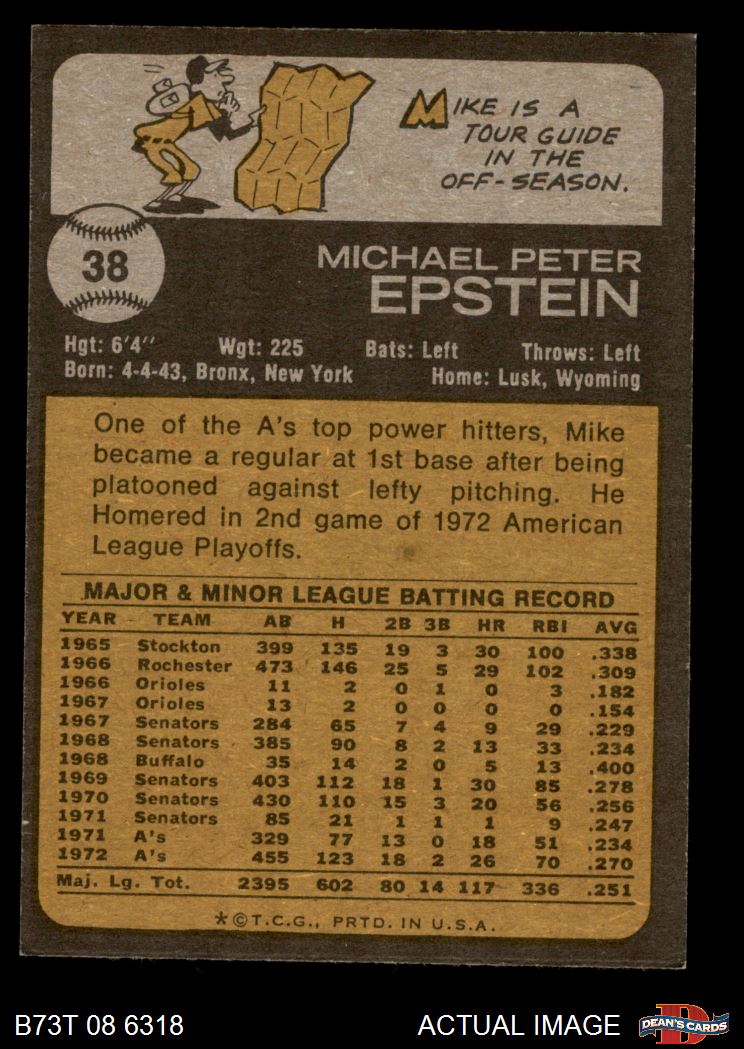 MIKE IS A
TOUR GUIDE
IN THE
OFF-SEASON.
38
MICHAEL PETER
EPSTEIN
Hgt: 6'4" Wgt: 225 Bats: Left Throws: Left
Born: 4-4-43, Bronx, New York Home: Lusk, Wyoming
One of the A's top power hitters, Mike
became a regular at 1st base after being
platooned against lefty pitching. He
Homered in 2nd game of 1972 American
League Playoffs.
MAJOR & MINOR LEAGUE BATTING RECORD
YEAR TEAM AB H 2B 3B HR RBI AVG
1965 Stockton 399 135 19 3 30 100 .338
1966 Rochester 473 146 25 5 29 102 .309
1966 Orioles 11 2 0 1 0 3 .182
1967 Orioles 13 2 0 0 0 0 .154
1967 Senators 284 65 7 4 9 29 .229
1968 Senators 385 90 8 2 13 33 .234
1968 Buffalo 35 14 2 0 5 13 .400
1969 Senators 403 112 18 1 30 85 .278
1970 Senators 430 110 15 3 20 56 .256
1971 Senators 85 21 1 1 1 9 .247
1971 A's 329 77 13 0 18 51 .234
1972 A's 455 123 18 2 26 70 .270
Maj. Lg. Tot. 2395 602 80 14 117 336 .251
*©T.C.G., PRTD. IN U.S.A.
B73T 08 6318 ACTUAL IMAGE DEAN'S CARDS